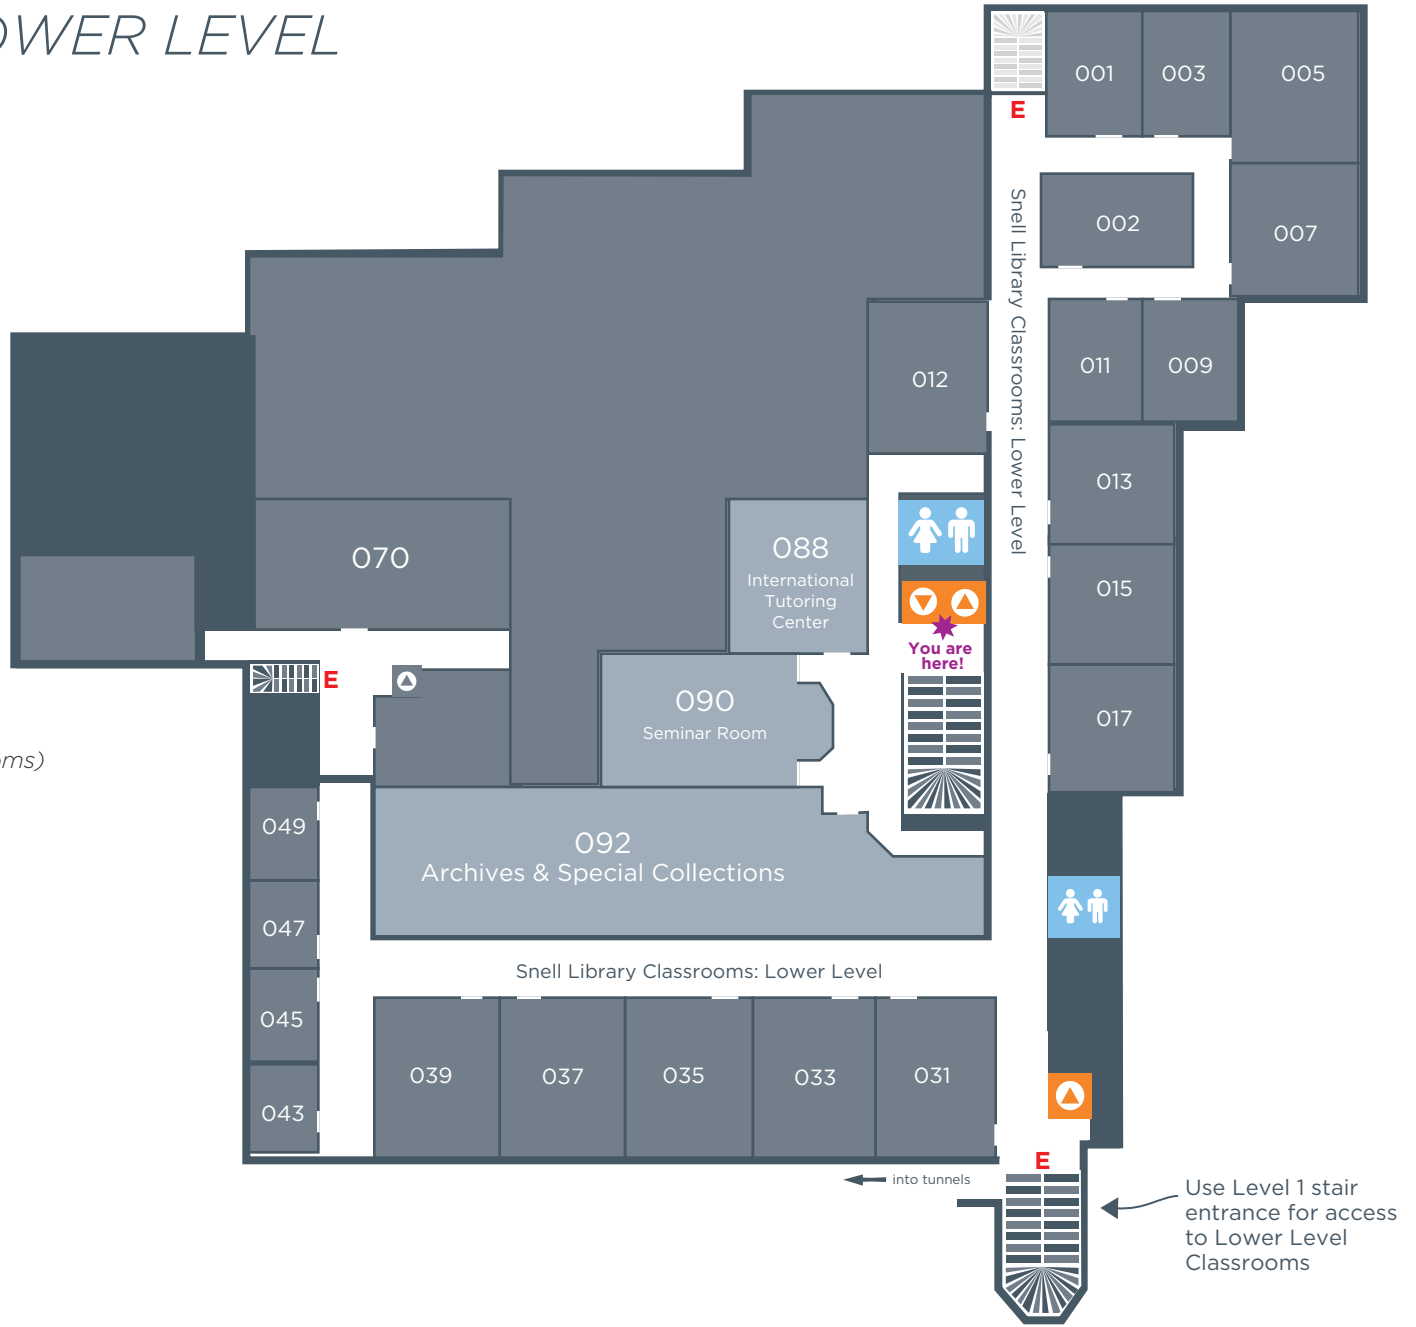 OWER LEVEL
001
003
005
E
002
007
Snell Library Classrooms: Lower Level
012
011
009
013
070
088
International
Tutoring
Center
015
You are
here!
E
090
Seminar Room
017
oms)
049
092
Archives & Special Collections
047
Snell Library Classrooms: Lower Level
045
039
037
035
033
031
043
E
into tunnels
Use Level 1 stair
entrance for access
to Lower Level
Classrooms